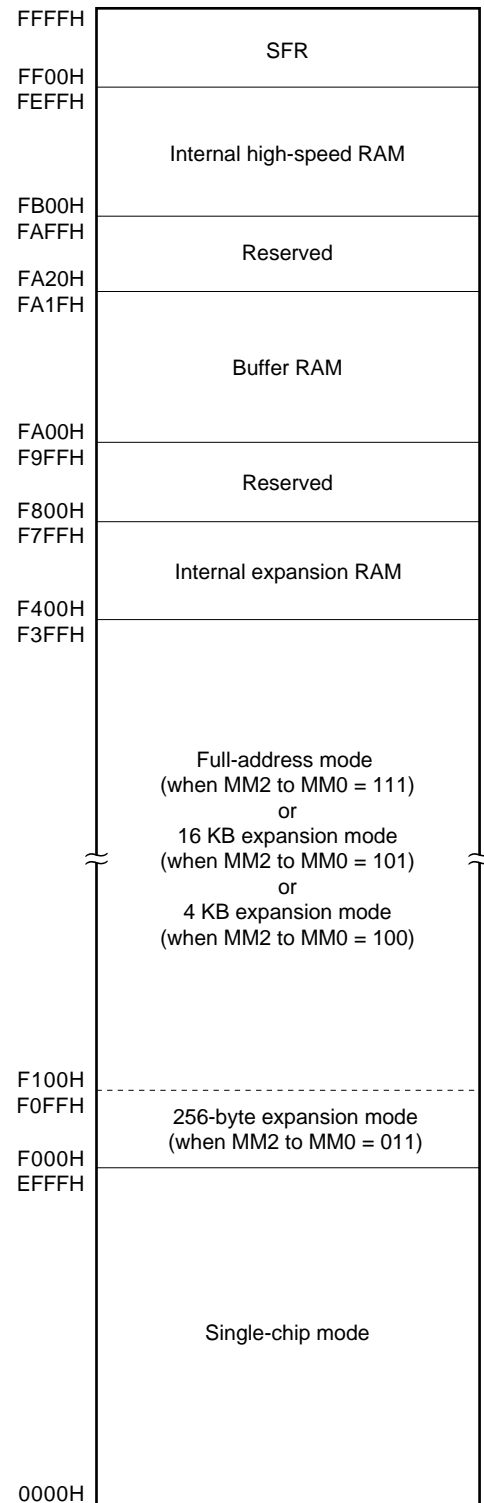 FFFFH
SFR
FF00H
FEFFH
Internal high-speed RAM
FB00H
FAFFH
Reserved
FA20H
FA1FH
Buffer RAM
FA00H
F9FFH
Reserved
F800H
F7FFH
Internal expansion RAM
F400H
F3FFH
Full-address mode
(when MM2 to MM0 = 111)
or
16 KB expansion mode
(when MM2 to MM0 = 101)
or
4 KB expansion mode
(when MM2 to MM0 = 100)
F100H
F0FFH
256-byte expansion mode
(when MM2 to MM0 = 011)
F000H
EFFFH
Single-chip mode
0000H